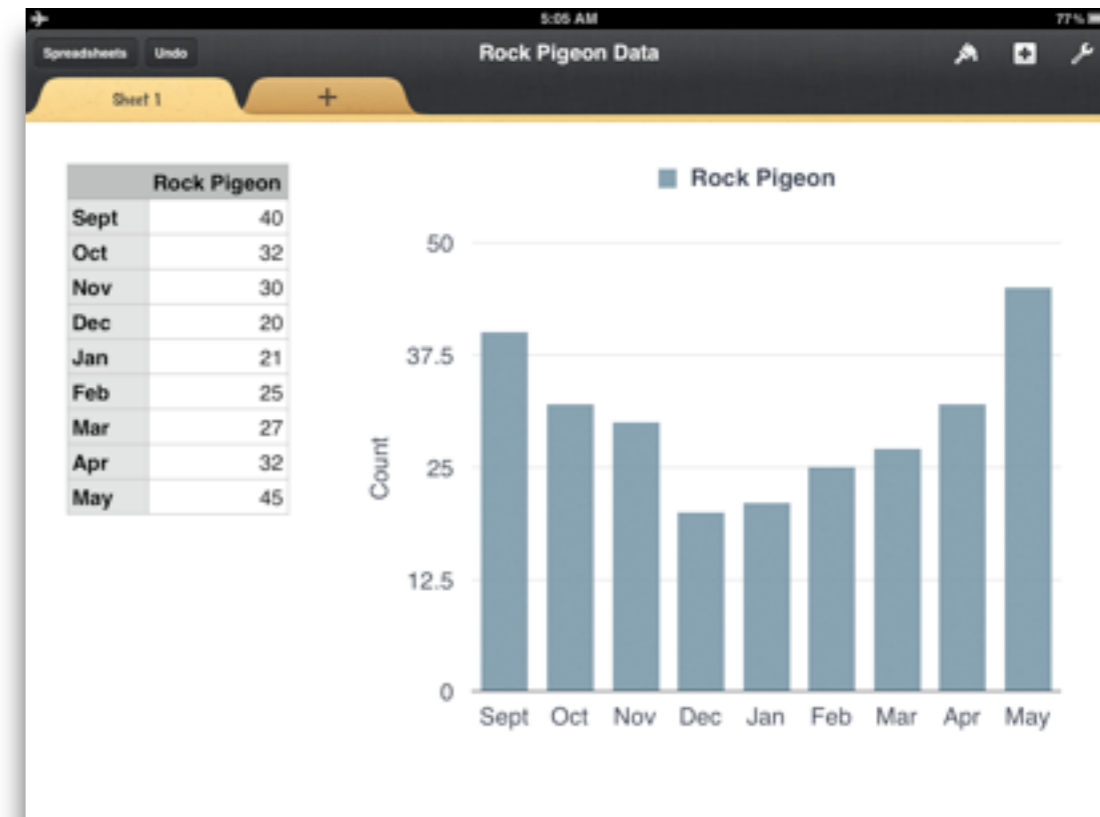 5:05 AM 77%
Spreadsheets Undo Rock Pigeon Data
Sheet 1 +
Rock Pigeon
Sept 40
Oct 32
Nov 30
Dec 20
Jan 21
Feb 25
Mar 27
Apr 32
May 45
Rock Pigeon
50
37.5
25
12.5
0
Count
Sept Oct Nov Dec Jan Feb Mar Apr May